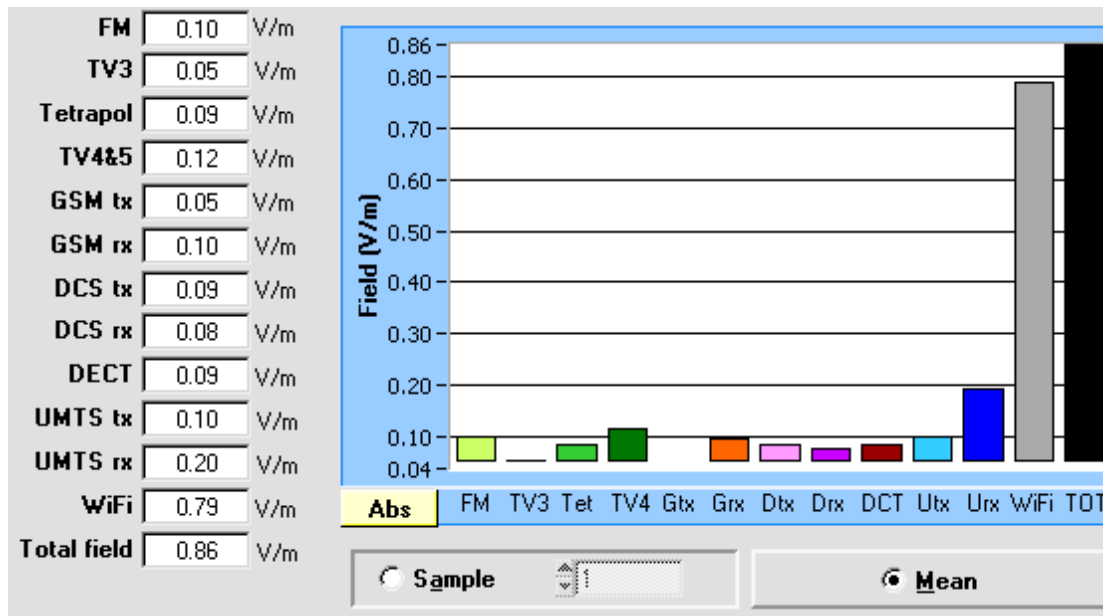 FM 0.10 V/m
TV3 0.05 V/m
Tetrapol 0.09 V/m
TV4&5 0.12 V/m
GSM tx 0.05 V/m
GSM rx 0.10 V/m
DCS tx 0.09 V/m
DCS rx 0.08 V/m
DECT 0.09 V/m
UMTS tx 0.10 V/m
UMTS rx 0.20 V/m
WiFi 0.79 V/m
Total field 0.86 V/m
Field (V/m)
0.86
0.80
0.70
0.60
0.50
0.40
0.30
0.20
0.10
0.04
Abs
FM TV3 Tet TV4 Gtx Grx Dtx Drx DCT Utx Urx WiFi TOT
Sample 1 Mean